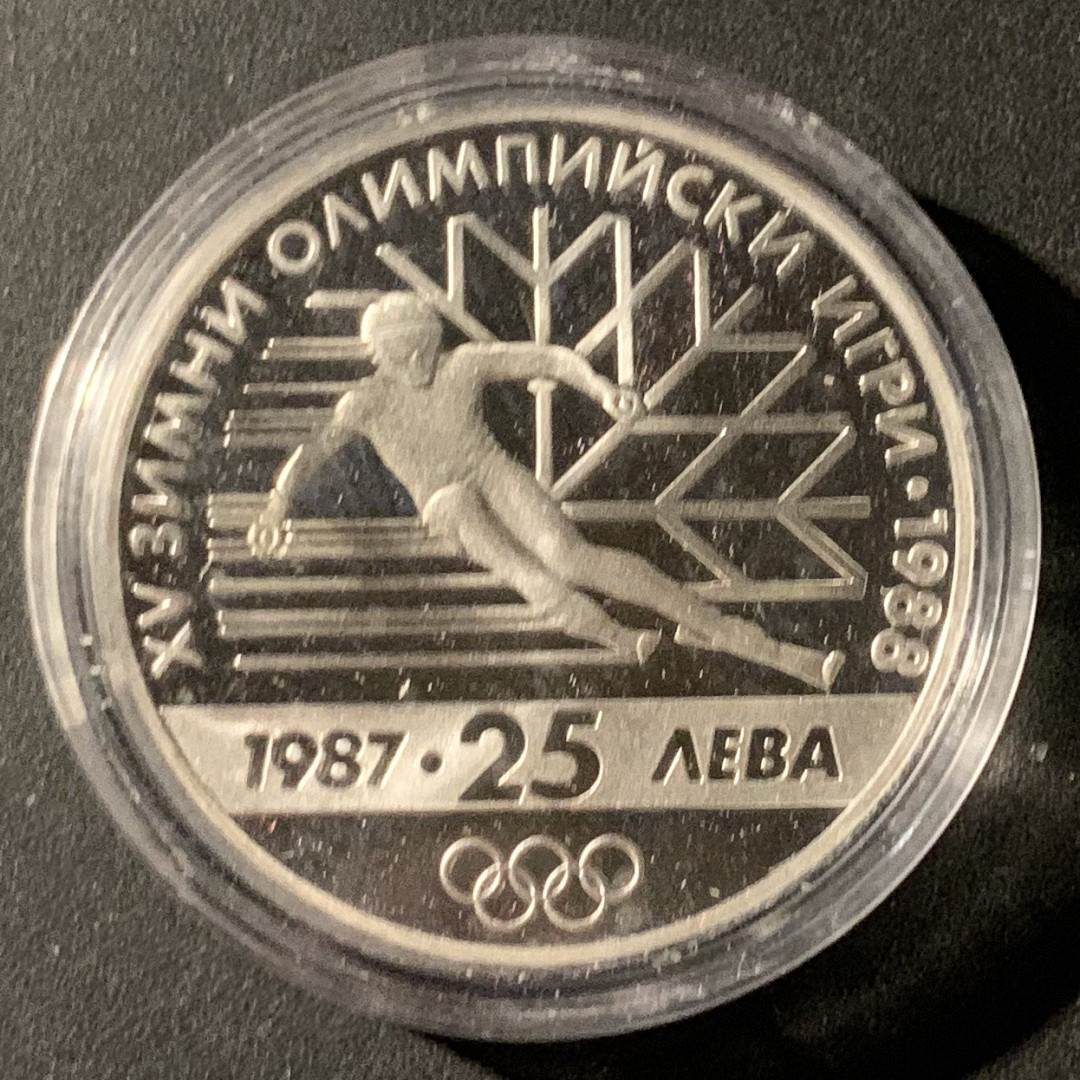 XV ЗИМНИ ОЛИМПИЙСКИ ИГРИ · 1988
1987 · 25 ЛЕВА